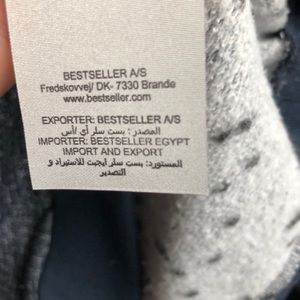 BESTSELLER A/S
Fredskovvej/ DK- 7330 Brande
www.bestseller.com
EXPORTER: BESTSELLER A/S
المصدر : بست سلر أي /أس
IMPORTER: BESTSELLER EGYPT
IMPORT AND EXPORT
المستورد: بست سلر ايجبت للاستيراد و
التصدير